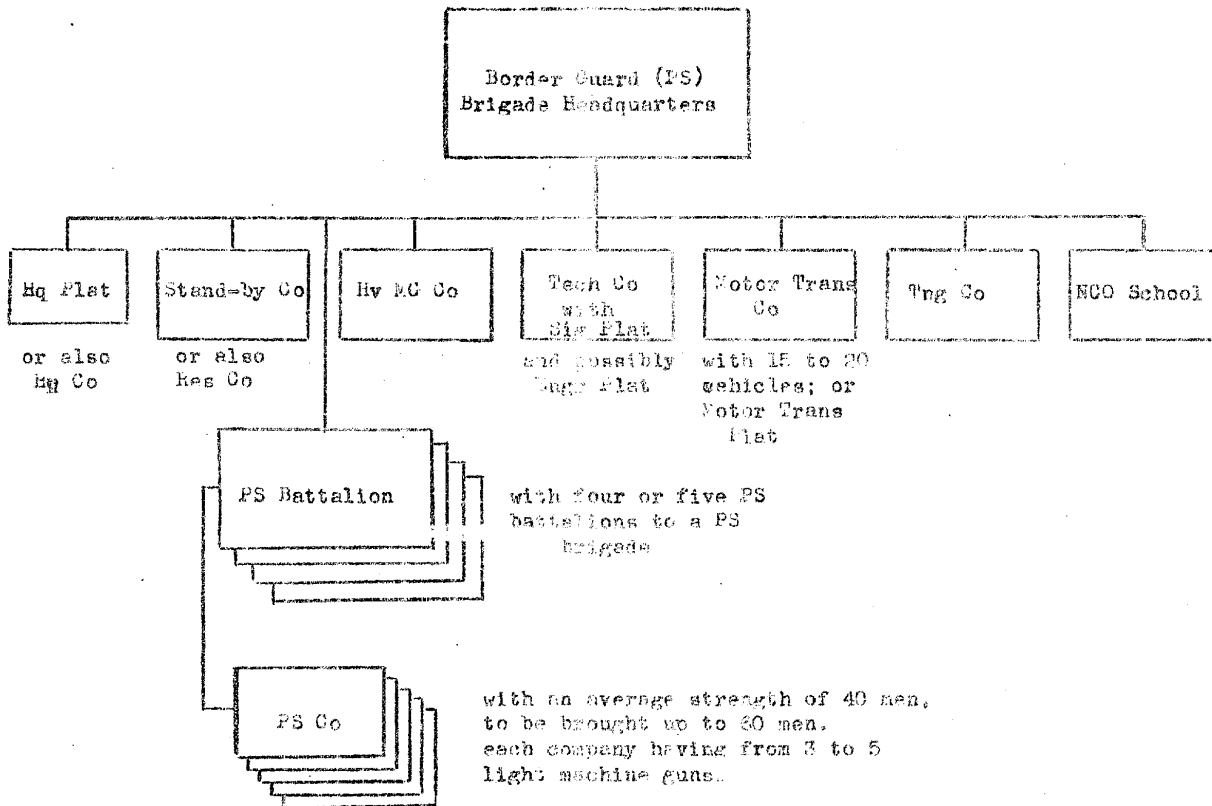 Border Guard (PS)
Brigade Headquarters
Hq Plat
or also
Hq Co
Stand-by Co
or also
Res Co
Hv MG Co
Tech Co
with
Sig Plat
and possibly
Engr Plat
Motor Trans
Co
with 15 to 20
vehicles; or
Motor Trans
Plat
Tng Co
NCO School
PS Battalion
with four or five PS
battalions to a PS
brigade
PS Co
with an average strength of 40 men,
to be brought up to 60 men.
each company having from 3 to 5
light machine guns.